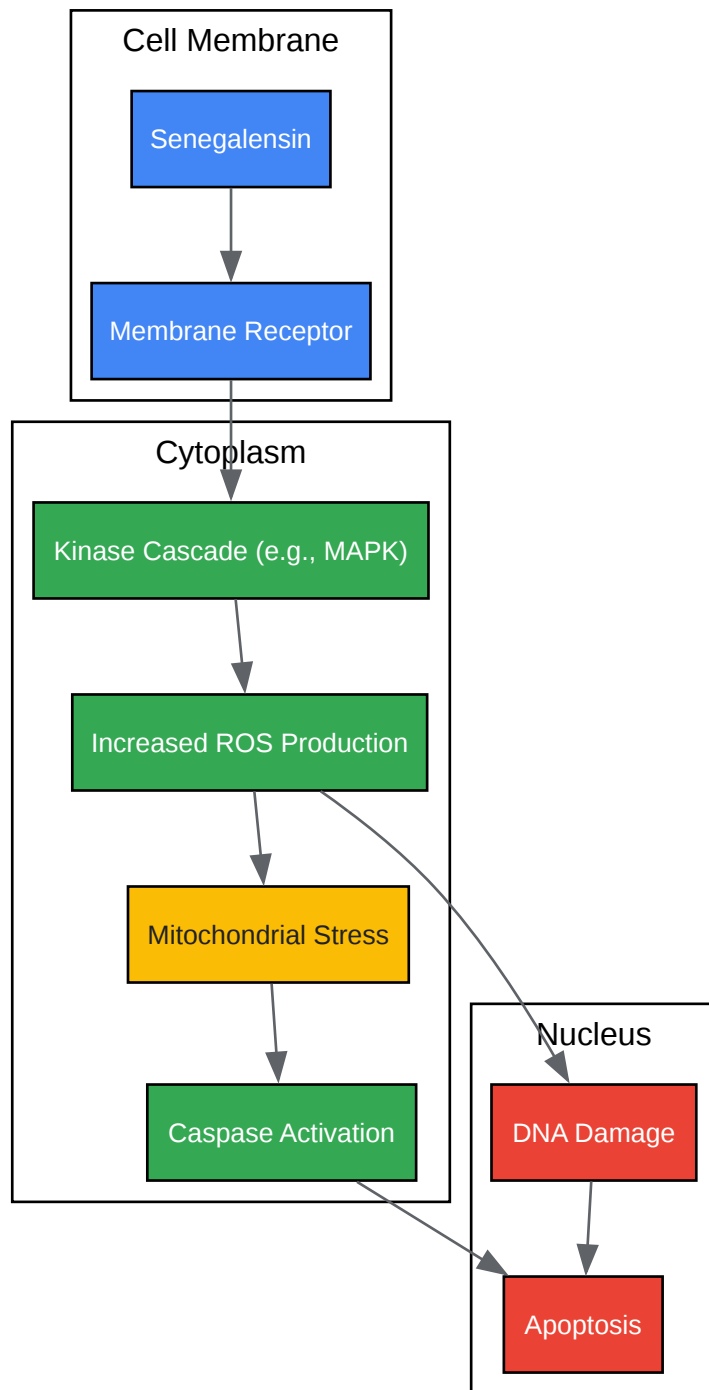 Cell Membrane
Senegalensin
Membrane Receptor
Cytoplasm
Kinase Cascade (e.g., MAPK)
Increased ROS Production
Mitochondrial Stress
Caspase Activation
Nucleus
DNA Damage
Apoptosis